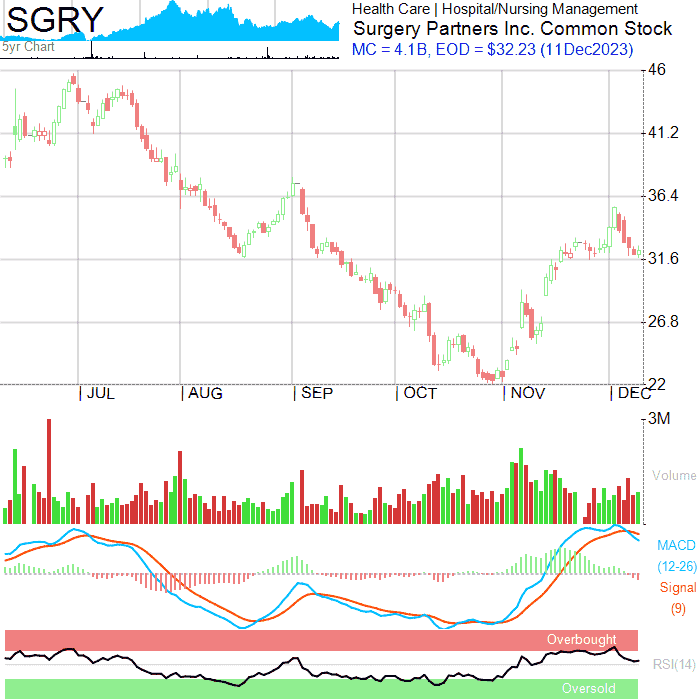 SGRY
5yr Chart
Health Care | Hospital/Nursing Management
Surgery Partners Inc. Common Stock
MC = 4.1B, EOD = $32.23 (11Dec2023)
46
41.2
36.4
31.6
26.8
22
JUL
AUG
SEP
OCT
NOV
DEC
3M
Volume
MACD
(12-26)
Signal
(9)
Overbought
RSI(14)
Oversold